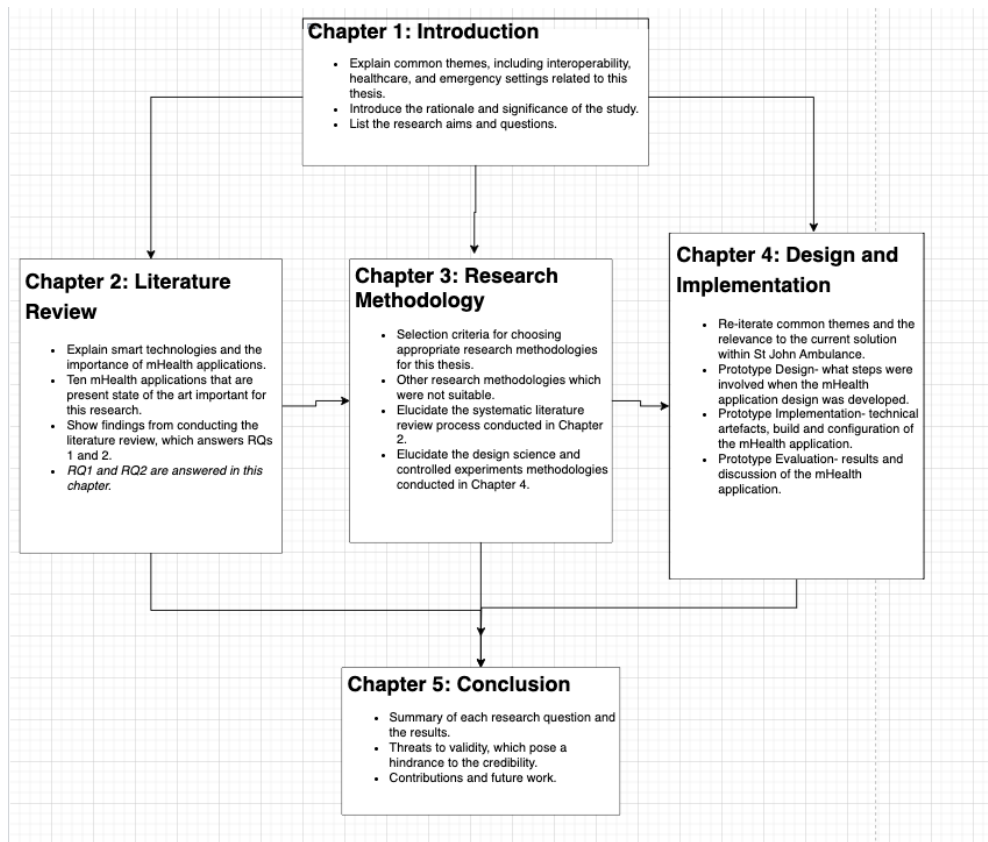 Chapter 1: Introduction
• Explain common themes, including interoperability,
healthcare, and emergency settings related to this
thesis.
• Introduce the rationale and significance of the study.
• List the research aims and questions.
Chapter 2: Literature
Review
• Explain smart technologies and the
importance of mHealth applications.
• Ten mHealth applications that are
present state of the art important for
this research.
• Show findings from conducting the
literature review, which answers RQs
1 and 2.
• RQ1 and RQ2 are answered in this
chapter.
Chapter 3: Research
Methodology
• Selection criteria for choosing
appropriate research methodologies
for this thesis.
• Other research methodologies which
were not suitable.
• Elucidate the systematic literature
review process conducted in Chapter
2.
• Elucidate the design science and
controlled experiments methodologies
conducted in Chapter 4.
Chapter 4: Design and
Implementation
• Re-iterate common themes and the
relevance to the current solution
within St John Ambulance.
• Prototype Design- what steps were
involved when the mHealth
application design was developed.
• Prototype Implementation- technical
artefacts, build and configuration of
the mHealth application.
• Prototype Evaluation- results and
discussion of the mHealth
application.
Chapter 5: Conclusion
• Summary of each research question and
the results.
• Threats to validity, which pose a
hindrance to the credibility.
• Contributions and future work.